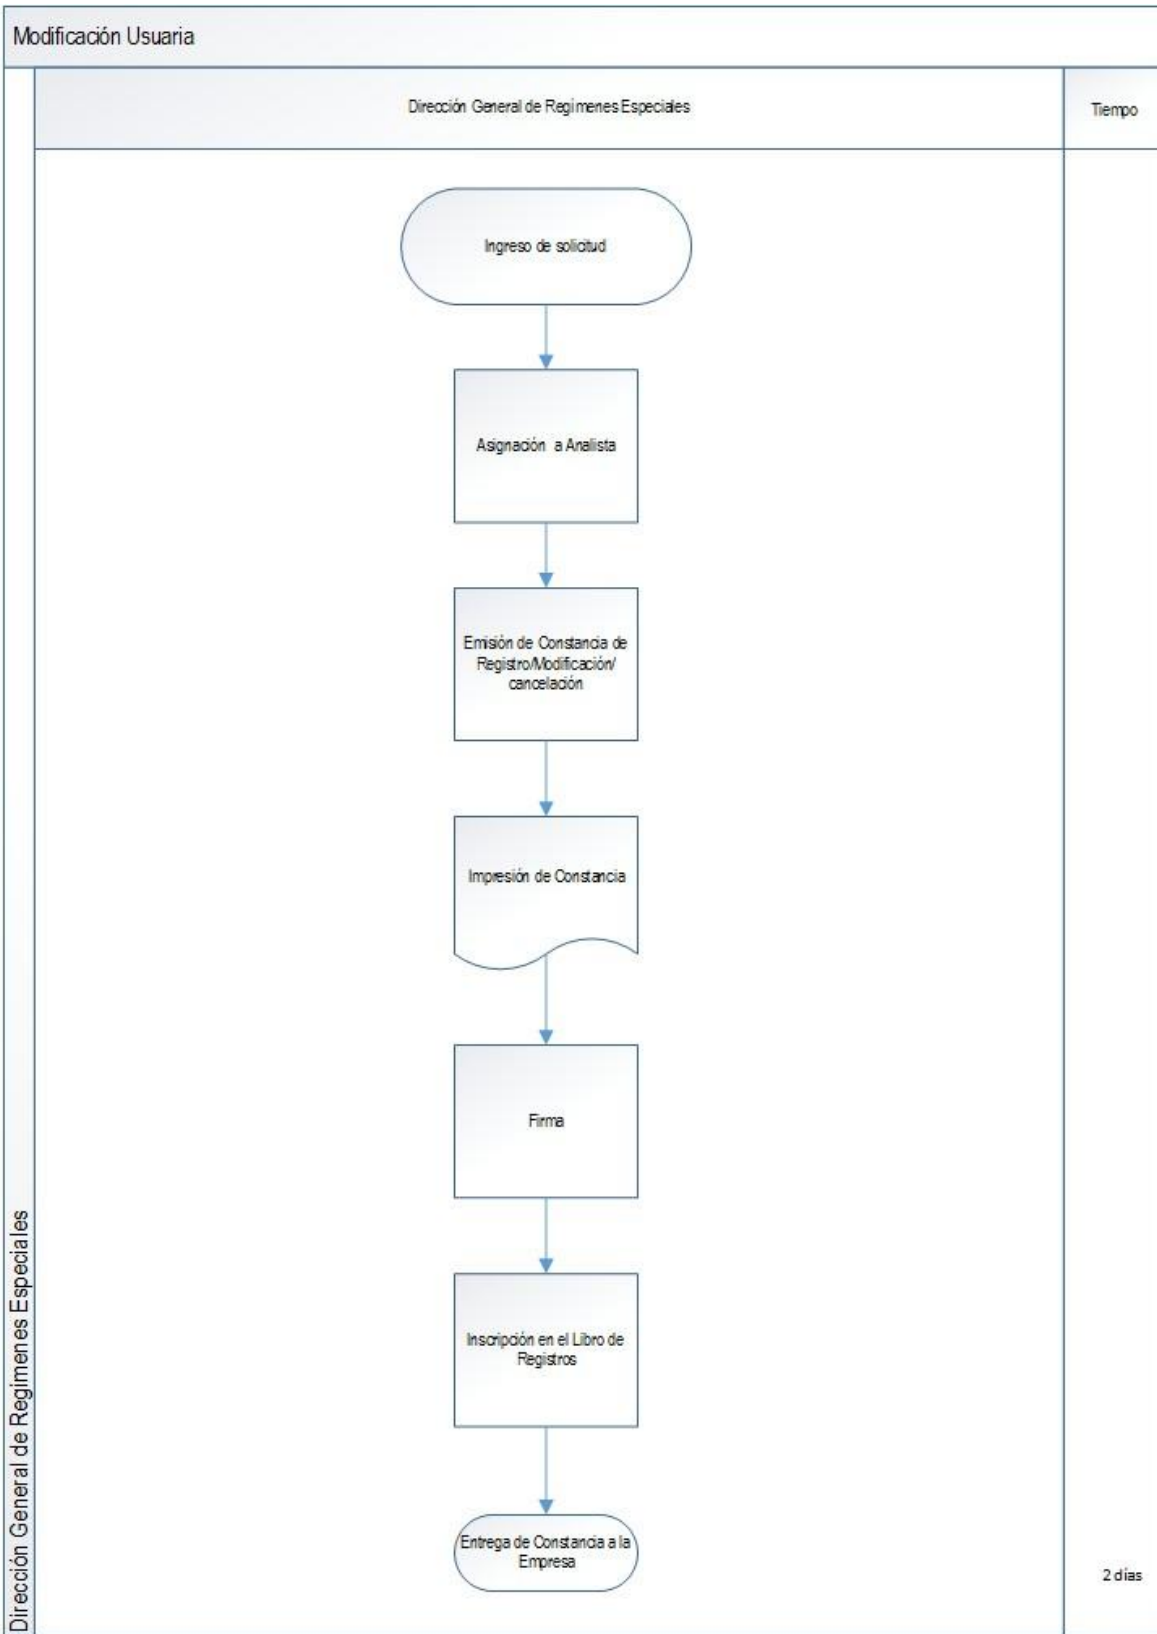 Modificación Usuaria
Dirección General de Regimenes Especiales
Tiempo
Ingreso de solicitud
Asignación a Analista
Emisión de Constancia de
Registro/Modificación/
cancelación
Impresión de Constancia
Firma
Inscripción en el Libro de
Registros
Entrega de Constancia a la
Empresa
2 días
Dirección General de Regimenes Especiales